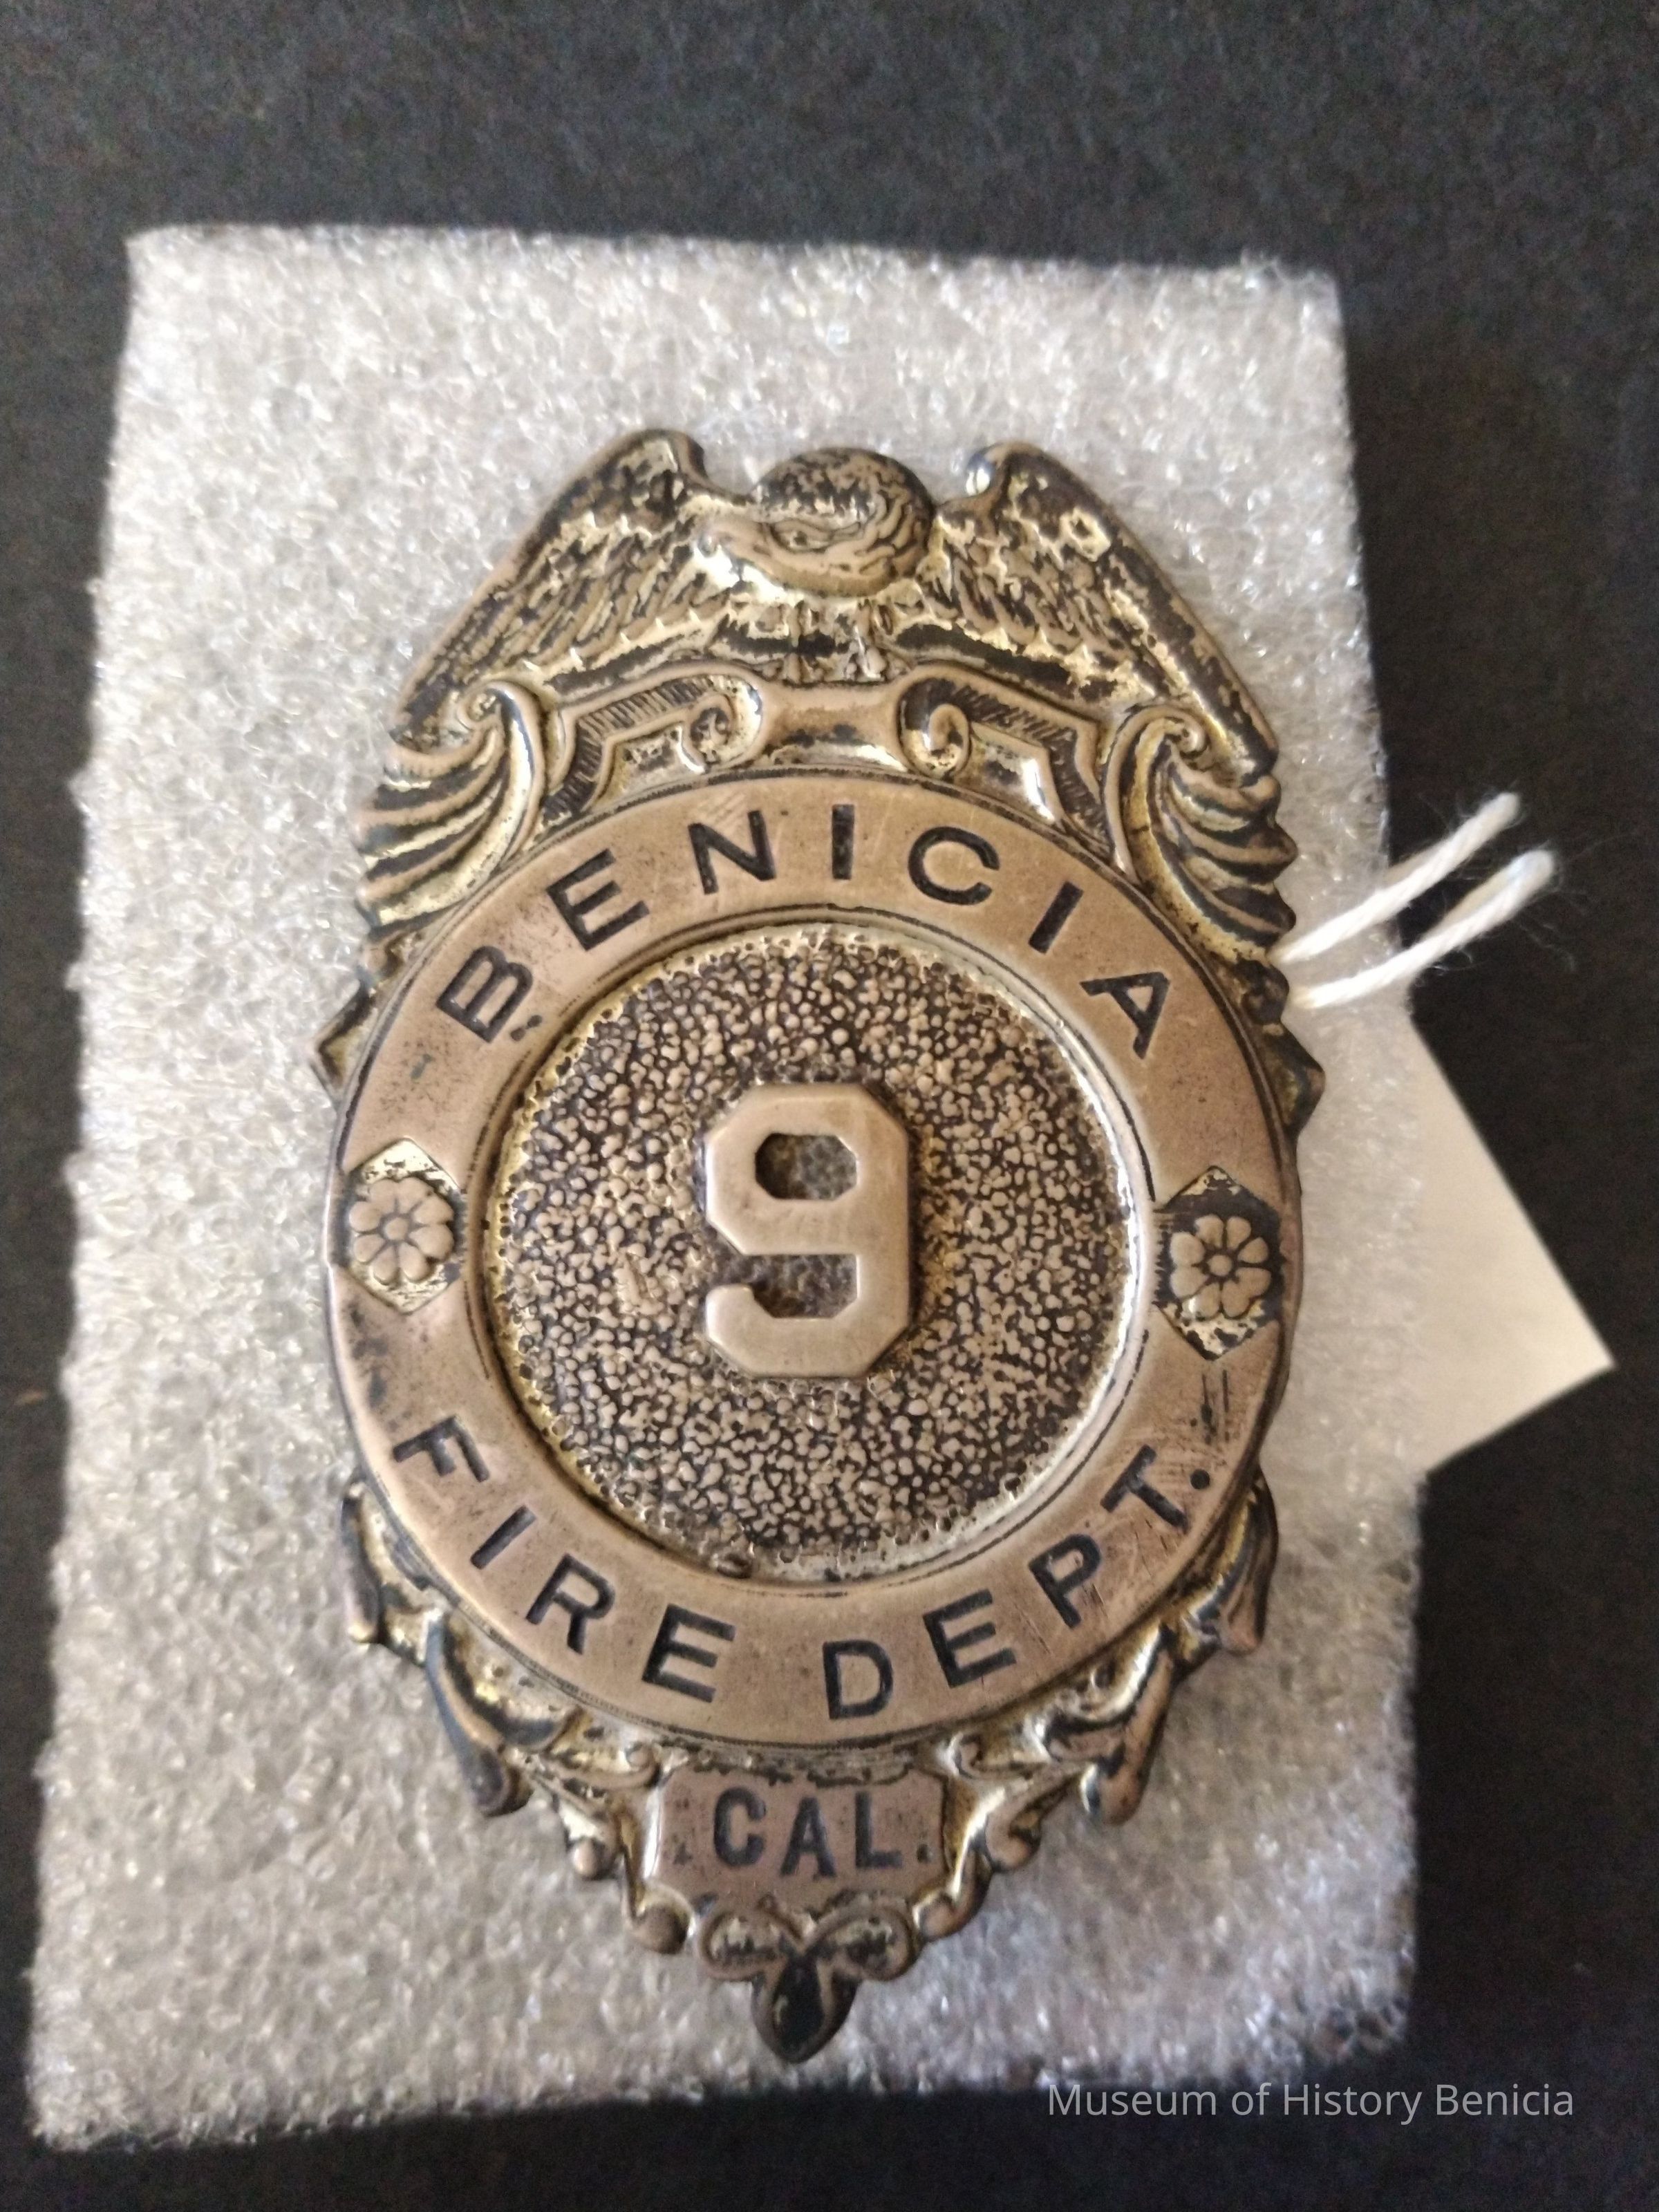 BENICIA
9
FIRE DEPT.
CAL.
Museum of History Benicia